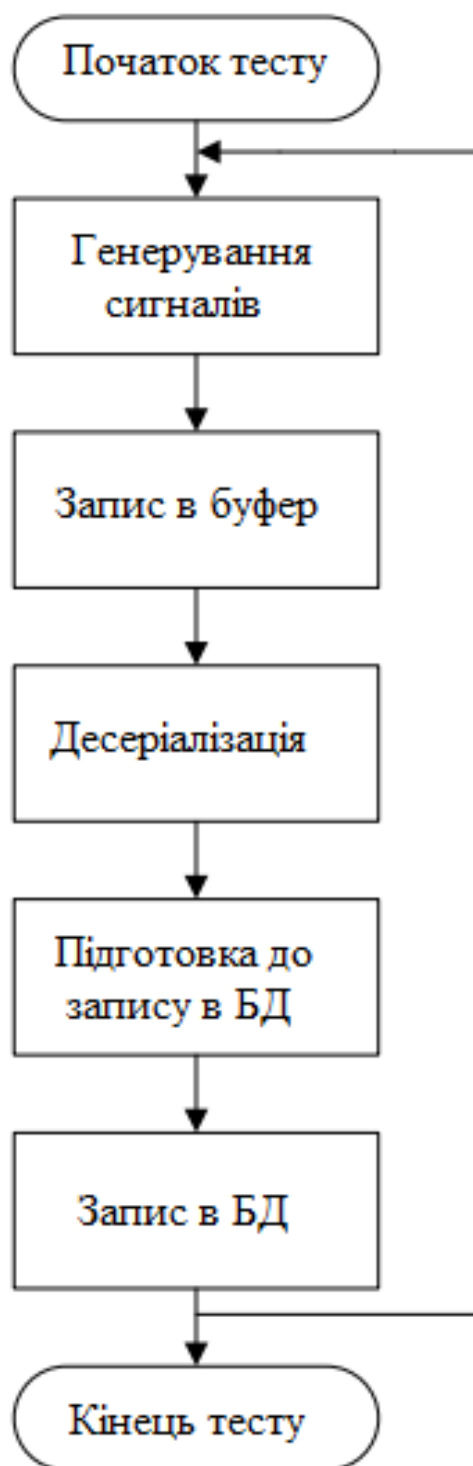 Початок тесту
Генерування
сигналів
Запис в буфер
Десеріалізація
Підготовка до
запису в БД
Запис в БД
Кінець тесту